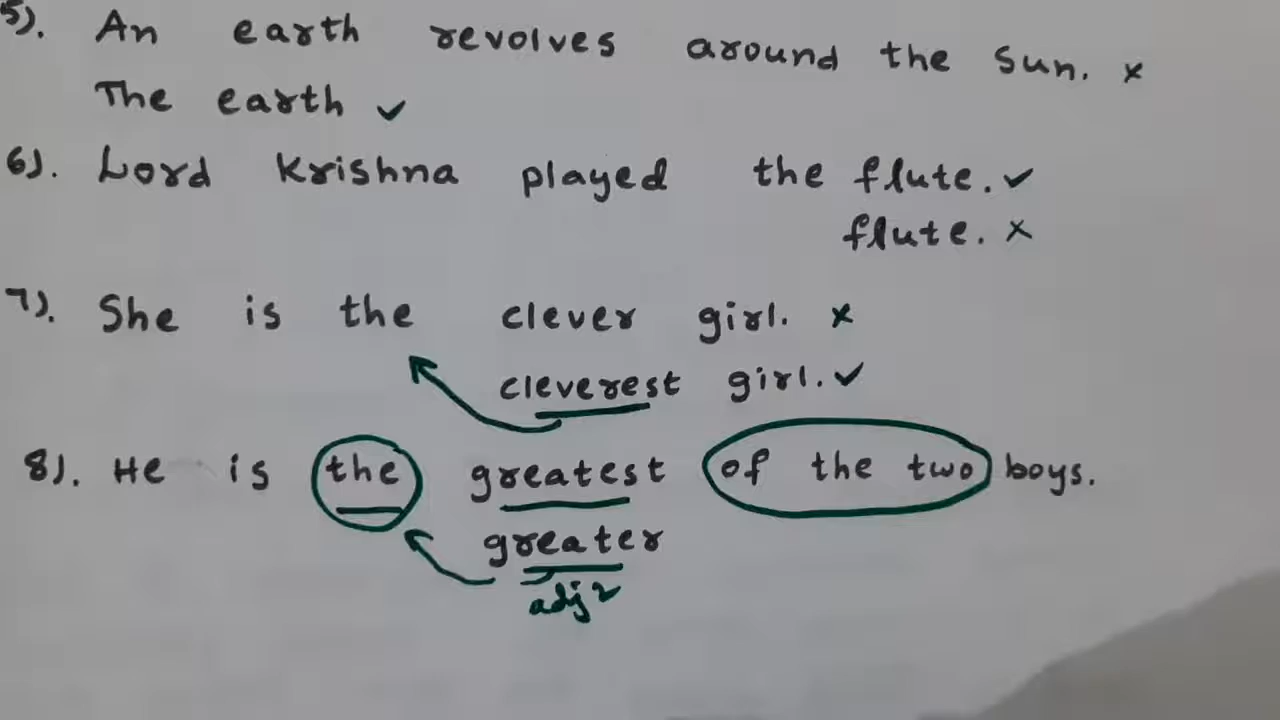 5). An earth revolves around the sun. ×
The earth ✓
6). Lord Krishna played the flute. ✓
flute. ×
7). She is the clever girl. ×
cleverest girl. ✓
8). He is the greatest of the two boys.
greater
adj2